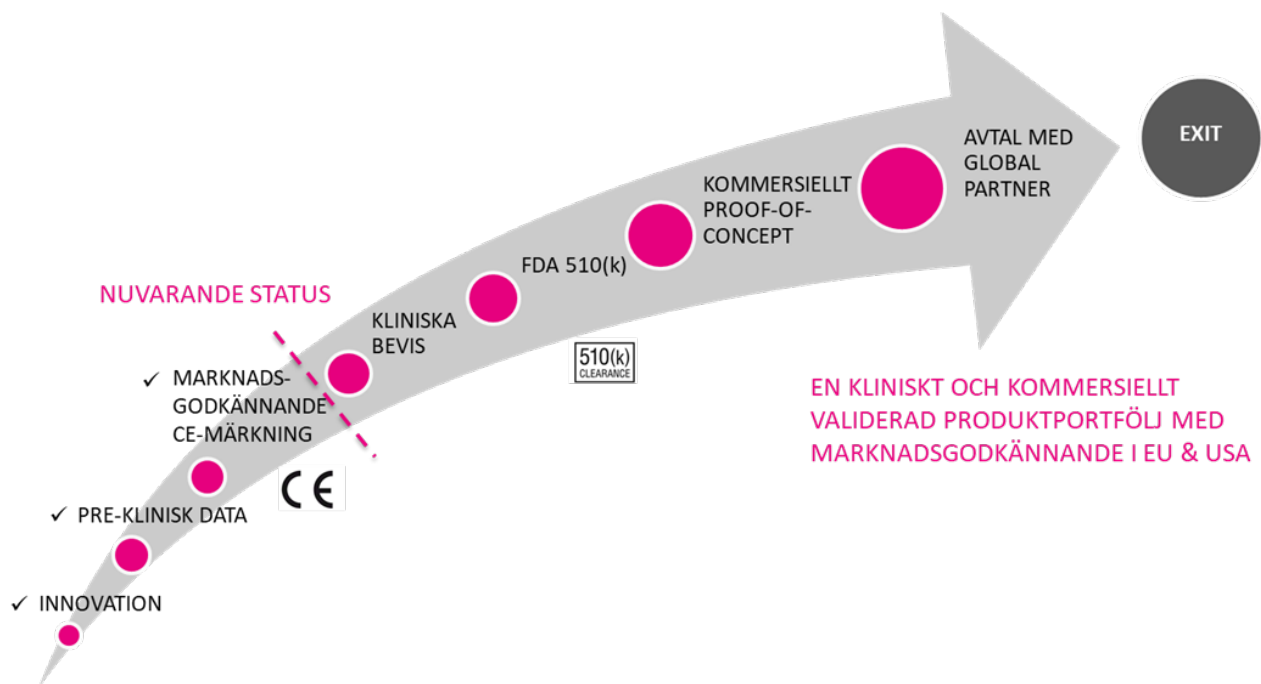 EXIT
AVTAL MED
GLOBAL
PARTNER
KOMMERSIELLT
PROOF-OF-
CONCEPT
FDA 510(k)
NUVARANDE STATUS
KLINISKA
BEVIS
510(k)
CLEARANCE
✓ MARKNADS-
GODKÄNNANDE
CE-MÄRKNING
EN KLINISKT OCH KOMMERSIELLT
VALIDERAD PRODUKTPORTFÖLJ MED
MARKNADSGODKÄNNANDE I EU & USA
CE
✓ PRE-KLINISK DATA
✓ INNOVATION